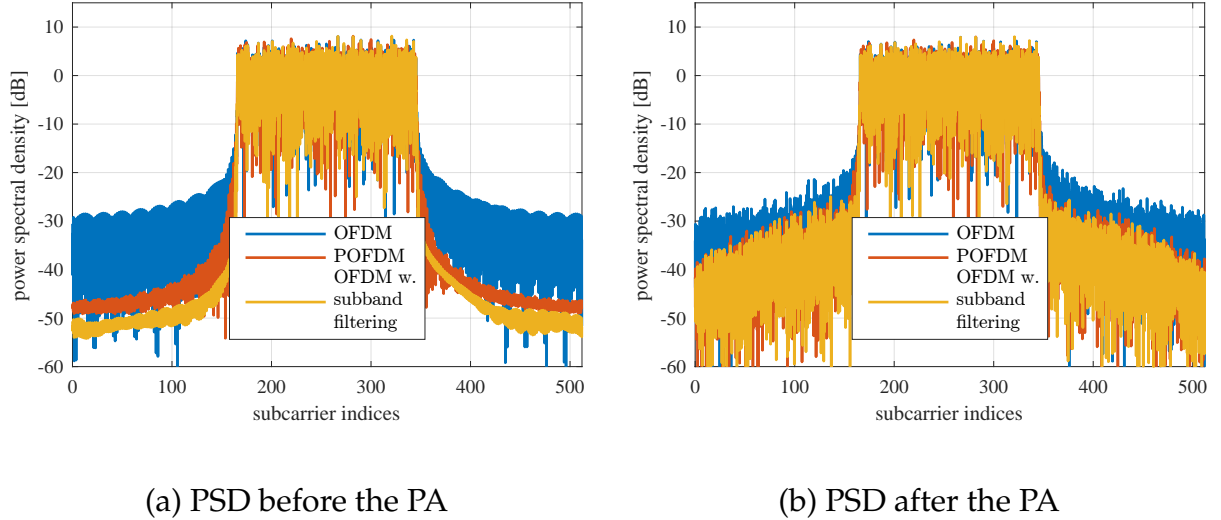 10
0
-10
-20
-30
-40
-50
-60
power spectral density [dB]
0
100
200
300
400
500
subcarrier indices
OFDM
POFDM
OFDM w.
subband
filtering
(a) PSD before the PA
10
0
-10
-20
-30
-40
-50
-60
power spectral density [dB]
0
100
200
300
400
500
subcarrier indices
OFDM
POFDM
OFDM w.
subband
filtering
(b) PSD after the PA